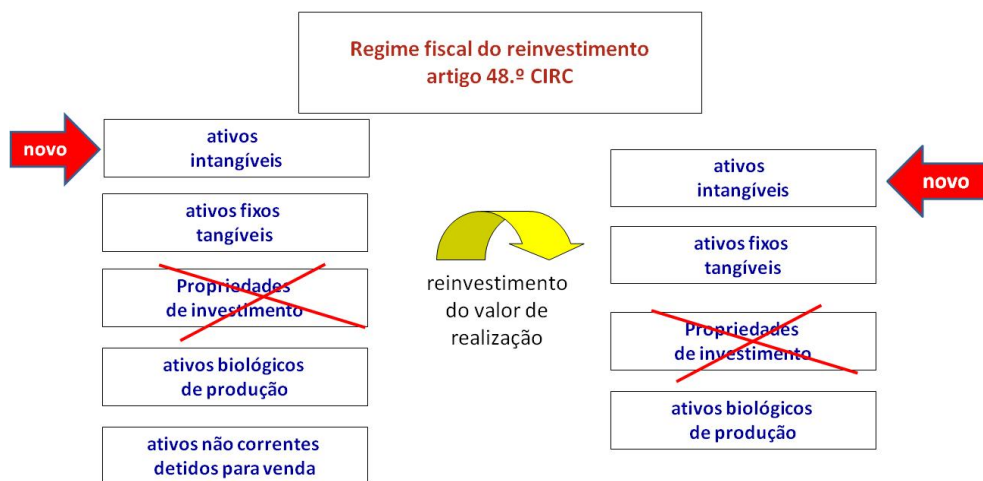 Regime fiscal do reinvestimento
artigo 48.º CIRC
novo
ativos
intangíveis
ativos fixos
tangíveis
Propriedades
de investimento
ativos biológicos
de produção
ativos não correntes
detidos para venda
reinvestimento
do valor de
realização
ativos
intangíveis
novo
ativos fixos
tangíveis
Propriedades
de investimento
ativos biológicos
de produção